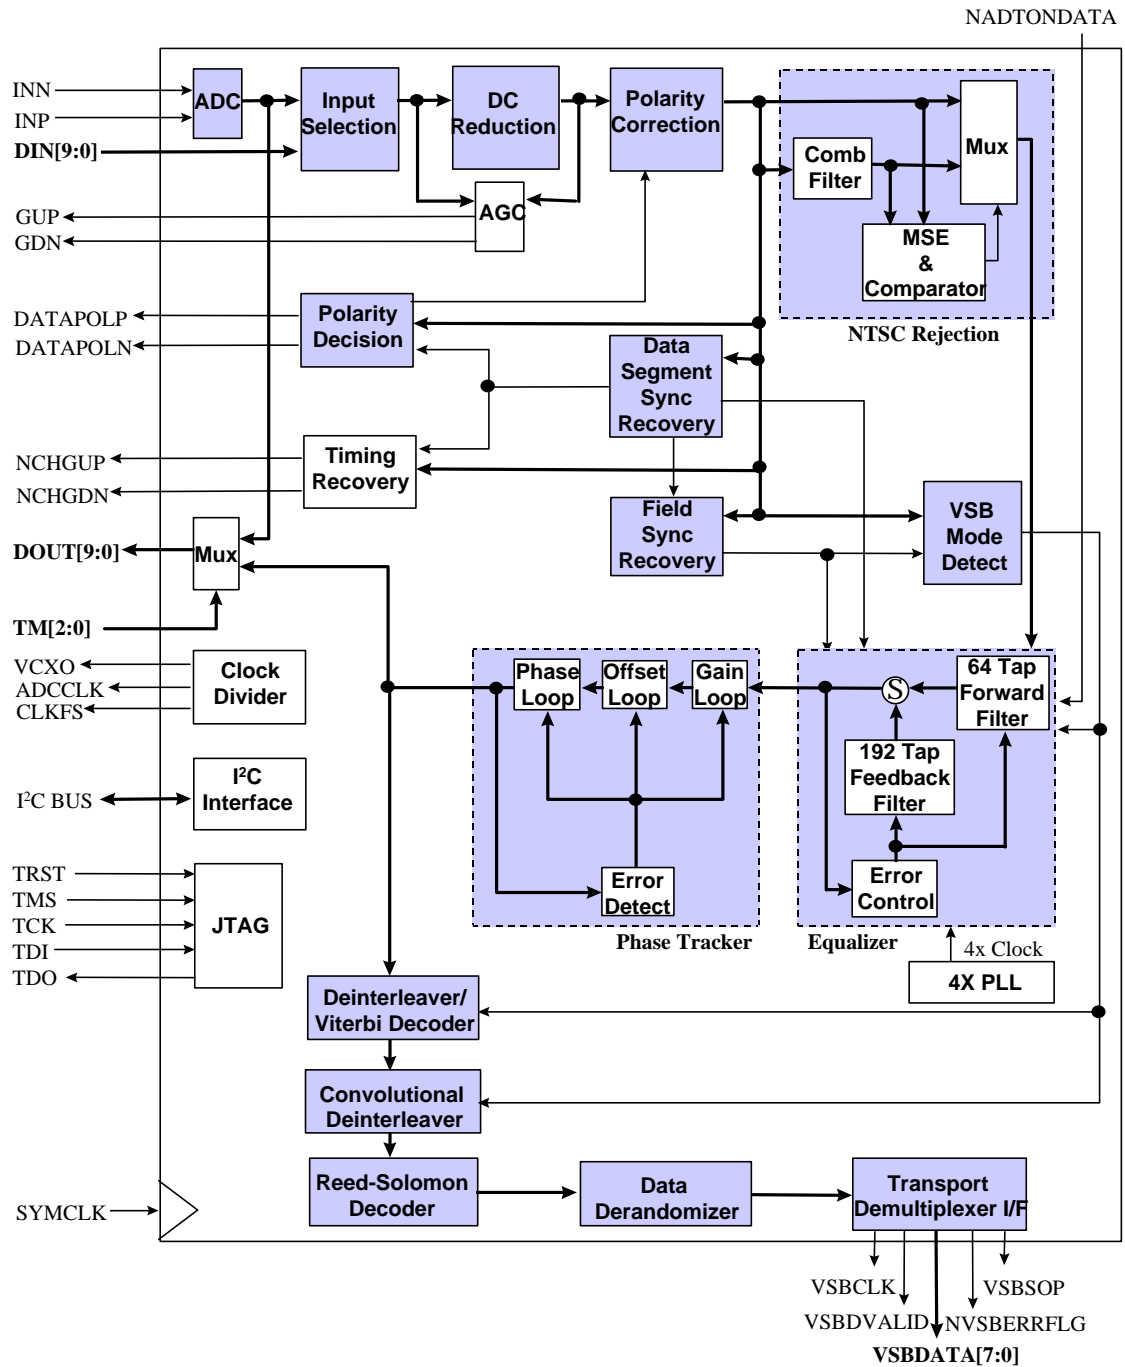 NADTONDATA
INN
INP
DIN[9:0]
ADC
Input
Selection
DC
Reduction
Polarity
Correction
Comb
Filter
Mux
MSE
&
Comparator
NTSC Rejection
AGC
GUP
GDN
DATAPOLP
DATAPOLN
Polarity
Decision
Data
Segment
Sync
Recovery
NCHGUP
NCHGDN
Timing
Recovery
Field
Sync
Recovery
VSB
Mode
Detect
DOUT[9:0]
Mux
TM[2:0]
VCXO
ADCCLK
CLKFS
Clock
Divider
Phase
Loop
Offset
Loop
Gain
Loop
S
64 Tap
Forward
Filter
192 Tap
Feedback
Filter
I²C BUS
I²C
Interface
Error
Detect
Error
Control
Phase Tracker
Equalizer
TRST
TMS
TCK
TDI
TDO
JTAG
4x Clock
4X PLL
Deinterleaver/
Viterbi Decoder
Convolutional
Deinterleaver
Reed-Solomon
Decoder
Data
Derandomizer
Transport
Demultiplexer I/F
SYMCLK
VSBCLK
VSBSOP
VSBDVALID
NVSBERRFLG
VSBDATA[7:0]